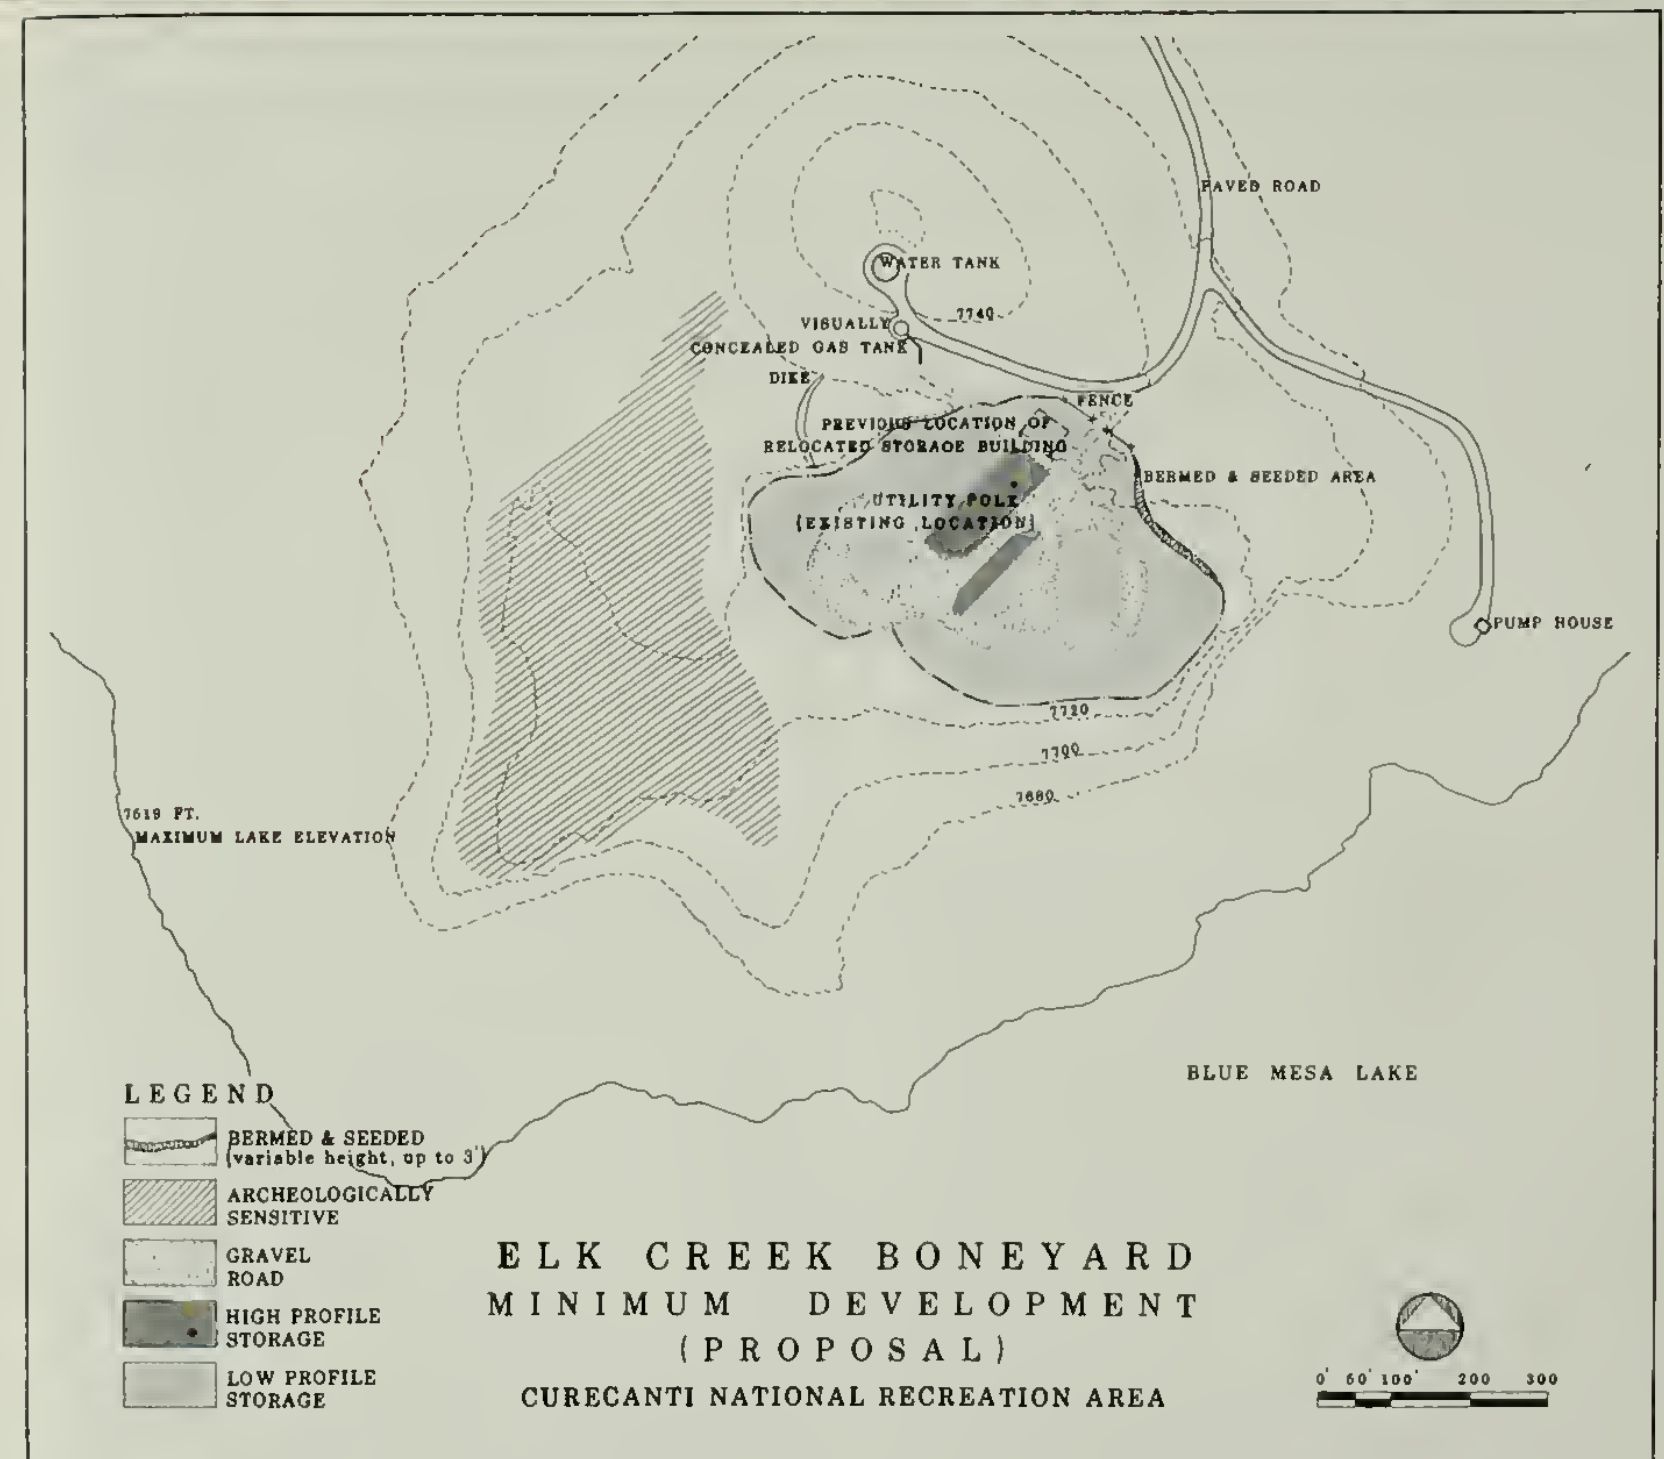 PAVED ROAD
WATER TANK
7740
VISUALLY
CONCEALED GAS TANK
DIKE
FENCE
PREVIOUS LOCATION OF
RELOCATED STORAGE BUILDING
BERMED & SEEDED AREA
UTILITY POLE
(EXISTING LOCATION)
PUMP HOUSE
7720
7700
7680
7519 FT.
MAXIMUM LAKE ELEVATION
BLUE MESA LAKE
LEGEND
BERMED & SEEDED
(variable height, up to 3')
ARCHEOLOGICALLY
SENSITIVE
GRAVEL
ROAD
HIGH PROFILE
STORAGE
LOW PROFILE
STORAGE
ELK CREEK BONEYARD
MINIMUM DEVELOPMENT
(PROPOSAL)
CURECANTI NATIONAL RECREATION AREA
0' 50' 100' 200 300